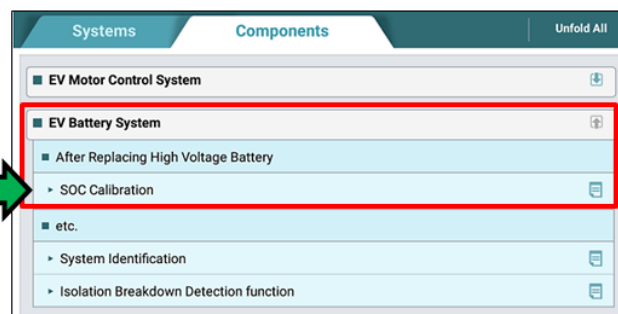 Systems
Components
Unfold All
EV Motor Control System
EV Battery System
After Replacing High Voltage Battery
SOC Calibration
etc.
System Identification
Isolation Breakdown Detection function